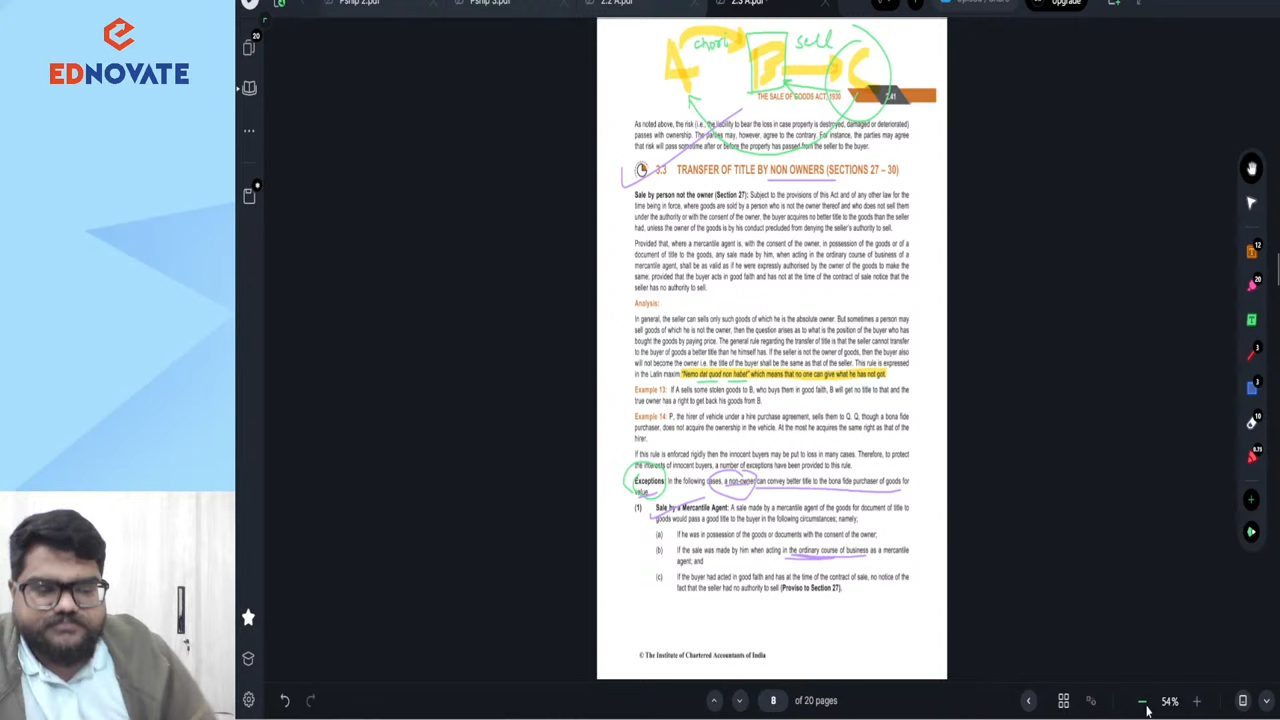 Pship 2.pdf
Pship 3.pdf
2.2 A.pdf
2.3 A.pdf
Upgrade
EDNOVATE
20
A chori B sell C
THE SALE OF GOODS ACT, 1930
2.41
As noted above, the risk (i.e., the liability to bear the loss in case property is destroyed, damaged or deteriorated)
passes with ownership. The parties may, however, agree to the contrary. For instance, the parties may agree
that risk will pass sometime after or before the property has passed from the seller to the buyer.
3.3 TRANSFER OF TITLE BY NON OWNERS (SECTIONS 27 – 30)
Sale by person not the owner (Section 27): Subject to the provisions of this Act and of any other law for the
time being in force, where goods are sold by a person who is not the owner thereof and who does not sell them
under the authority or with the consent of the owner, the buyer acquires no better title to the goods than the seller
had, unless the owner of the goods is by his conduct precluded from denying the seller's authority to sell.
Provided that, where a mercantile agent is, with the consent of the owner, in possession of the goods or of a
document of title to the goods, any sale made by him, when acting in the ordinary course of business of a
mercantile agent, shall be as valid as if he were expressly authorised by the owner of the goods to make the
same; provided that the buyer acts in good faith and has not at the time of the contract of sale notice that the
seller has no authority to sell.
Analysis:
In general, the seller can sells only such goods of which he is the absolute owner. But sometimes a person may
sell goods of which he is not the owner, then the question arises as to what is the position of the buyer who has
bought the goods by paying price. The general rule regarding the transfer of title is that the seller cannot transfer
to the buyer of goods a better title than he himself has. If the seller is not the owner of goods, then the buyer also
will not become the owner i.e. the title of the buyer shall be the same as that of the seller. This rule is expressed
in the Latin maxim "Nemo dat quod non habet" which means that no one can give what he has not got.
Example 13: If A sells some stolen goods to B, who buys them in good faith, B will get no title to that and the
true owner has a right to get back his goods from B.
Example 14: P, the hirer of vehicle under a hire purchase agreement, sells them to Q. Q, though a bona fide
purchaser, does not acquire the ownership in the vehicle. At the most he acquires the same right as that of the
hirer.
If this rule is enforced rigidly then the innocent buyers may be put to loss in many cases. Therefore, to protect
the interests of innocent buyers, a number of exceptions have been provided to this rule.
Exceptions: In the following cases, a non-owner can convey better title to the bona fide purchaser of goods for
value.
(1) Sale by a Mercantile Agent: A sale made by a mercantile agent of the goods for document of title to
goods would pass a good title to the buyer in the following circumstances; namely;
(a) If he was in possession of the goods or documents with the consent of the owner;
(b) If the sale was made by him when acting in the ordinary course of business as a mercantile
agent; and
(c) If the buyer had acted in good faith and has at the time of the contract of sale, no notice of the
fact that the seller had no authority to sell (Proviso to Section 27).
© The Institute of Chartered Accountants of India
8 of 20 pages
54%